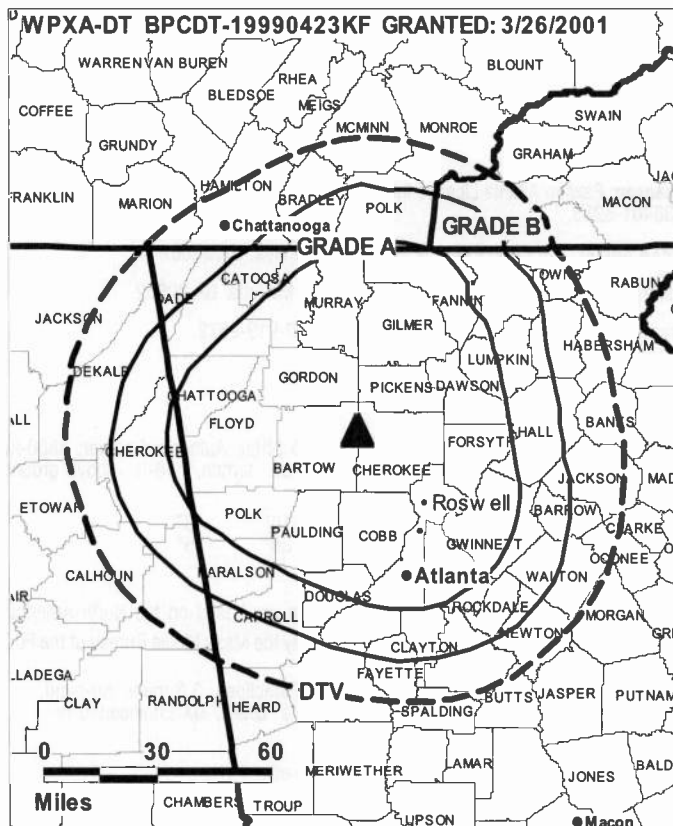 WPXA-DT BPCDT-19990423KF GRANTED: 3/26/2001
WARREN VAN BUREN
BLOUNT
RHEA
BLEDSOE
MEIGS
COFFEE
SWAIN
MCMINN
MONROE
GRUNDY
GRAHAM
HAMILTON
RANKLIN
MARION
BRADLEY
POLK
MACON
Chattanooga
GRADE B
GRADE A
CATOOSA
TOWNS
RABUN
DADE
MURRAY
FANNIN
JACKSON
GILMER
HABERSHAM
LUMPKIN
DEKALB
GORDON
PICKENS
DAWSON
CHATTOOGA
BANKS
FLOYD
HALL
FORSYTH
CHEROKEE
BARTOW
CHEROKEE
JACKSON
MAD
ETOWAH
Roswell
BARROW
POLK
PAULDING
COBB
CLARKE
GWINNETT
OCONEE
CALHOUN
Atlanta
WALTON
HARALSON
DOUGLAS
ROCKDALE
MORGAN
CARROLL
NEWTON
CLAYTON
FAYETTE
LLADEGA
DTV
CLAY
RANDOLPH
HEARD
BUTTS
JASPER
PUTNAM
SPALDING
0 30 60
MERIWETHER
LAMAR
JONES
BALD
Miles
CHAMBERS
TROUP
UPSON
Macon